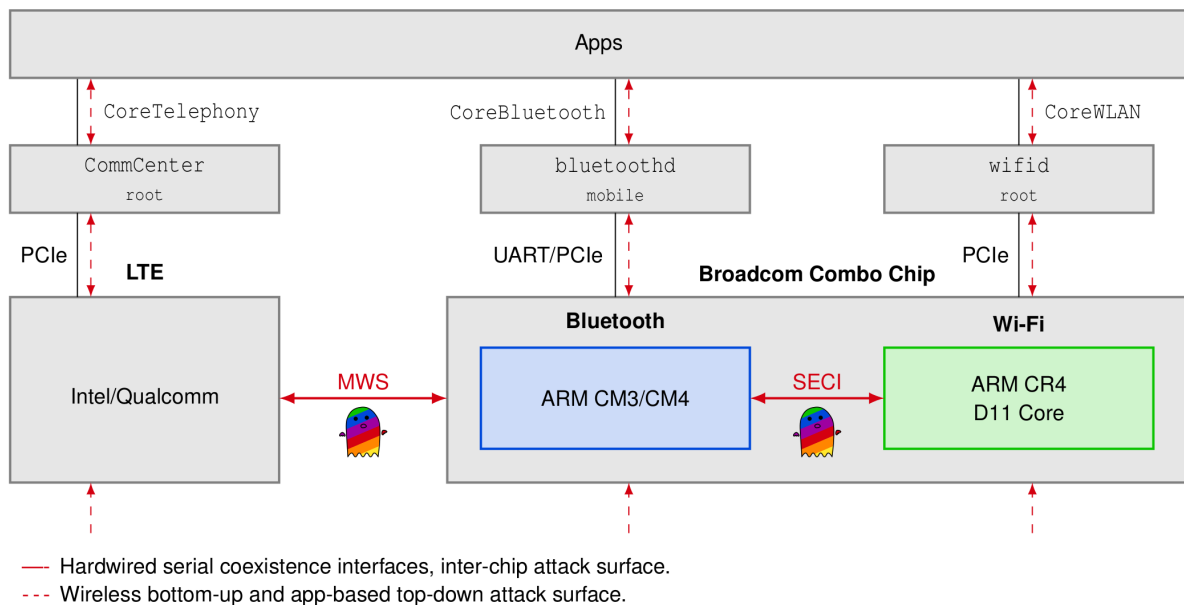 Apps
CoreTelephony
CoreBluetooth
CoreWLAN
CommCenter
root
bluetoothd
mobile
wifid
root
PCIe
UART/PCIe
PCIe
LTE
Broadcom Combo Chip
Bluetooth
Wi-Fi
Intel/Qualcomm
MWS
ARM CM3/CM4
SECI
ARM CR4
D11 Core
Hardwired serial coexistence interfaces, inter-chip attack surface.
Wireless bottom-up and app-based top-down attack surface.